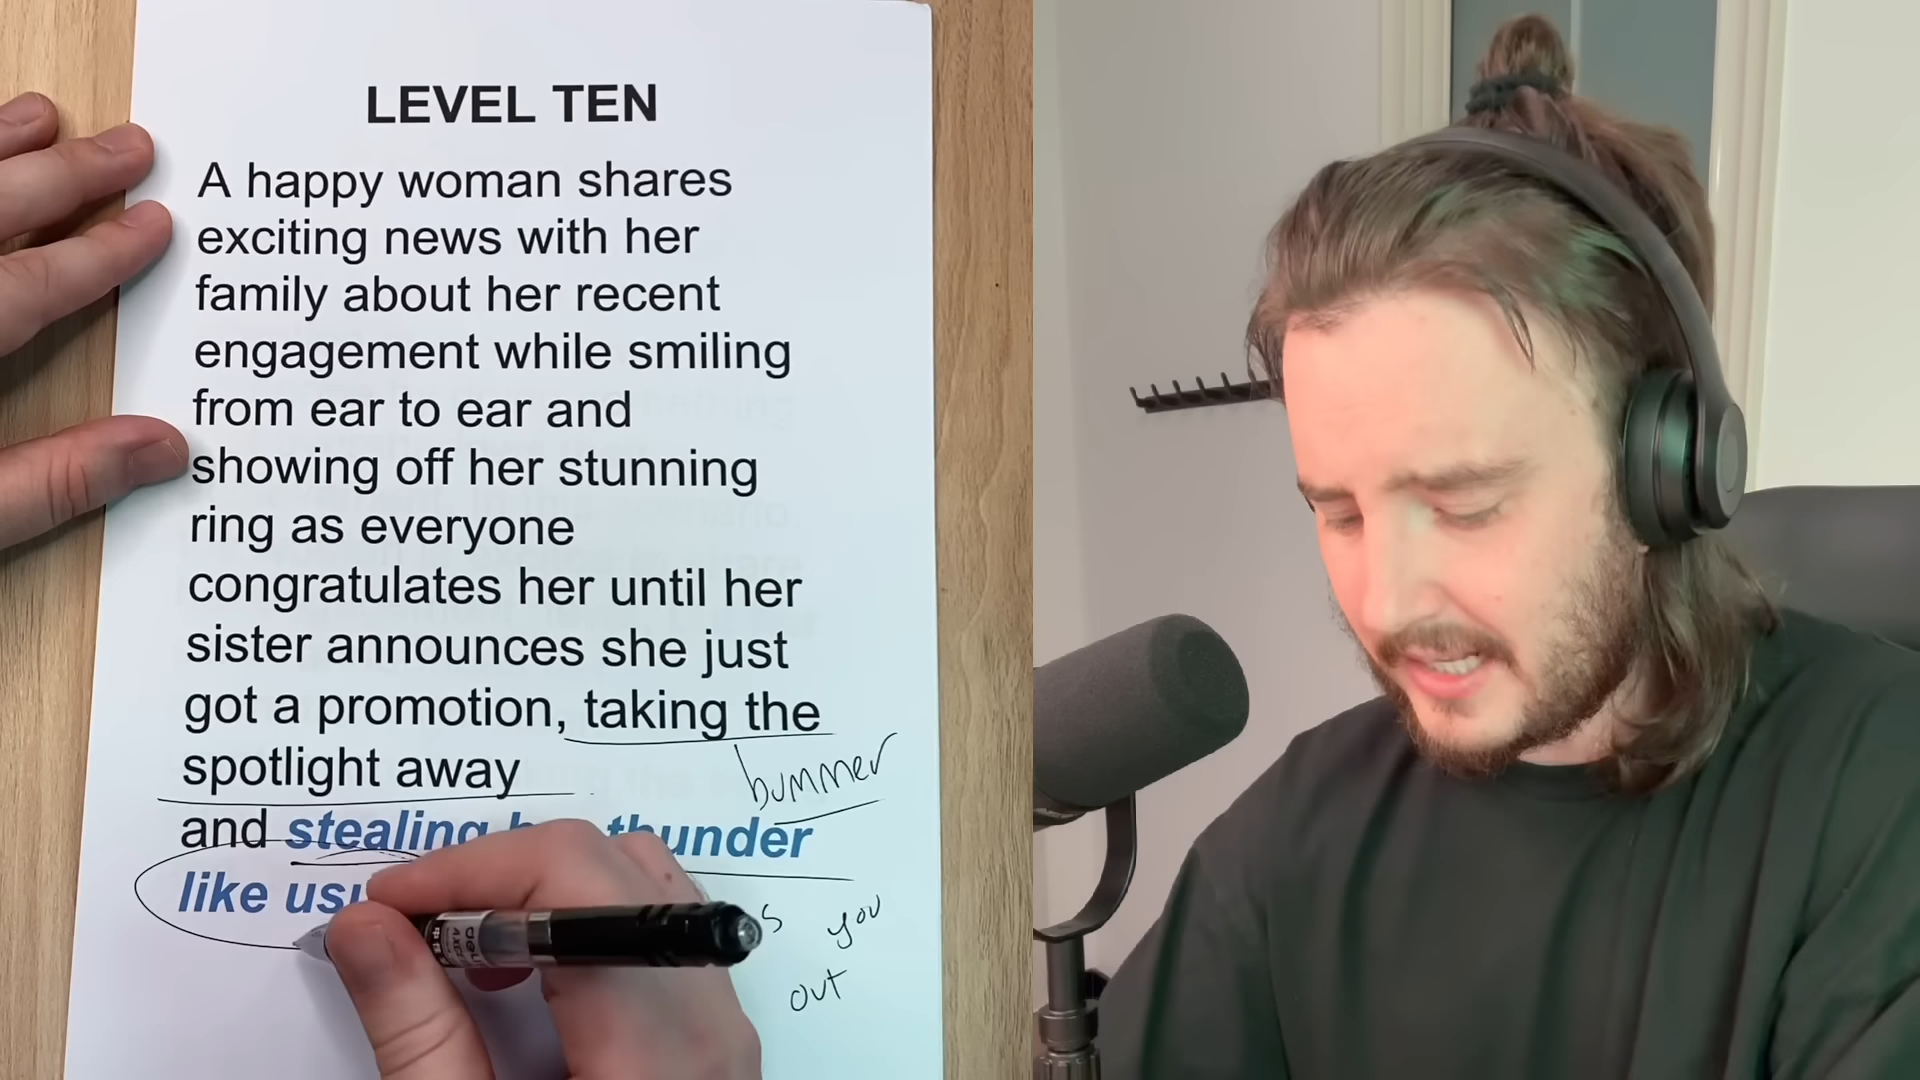 LEVEL TEN
A happy woman shares
exciting news with her
family about her recent
engagement while smiling
from ear to ear and
showing off her stunning
ring as everyone
congratulates her until her
sister announces she just
got a promotion, taking the
spotlight away
bummer
and stealing thunder
like
you
out